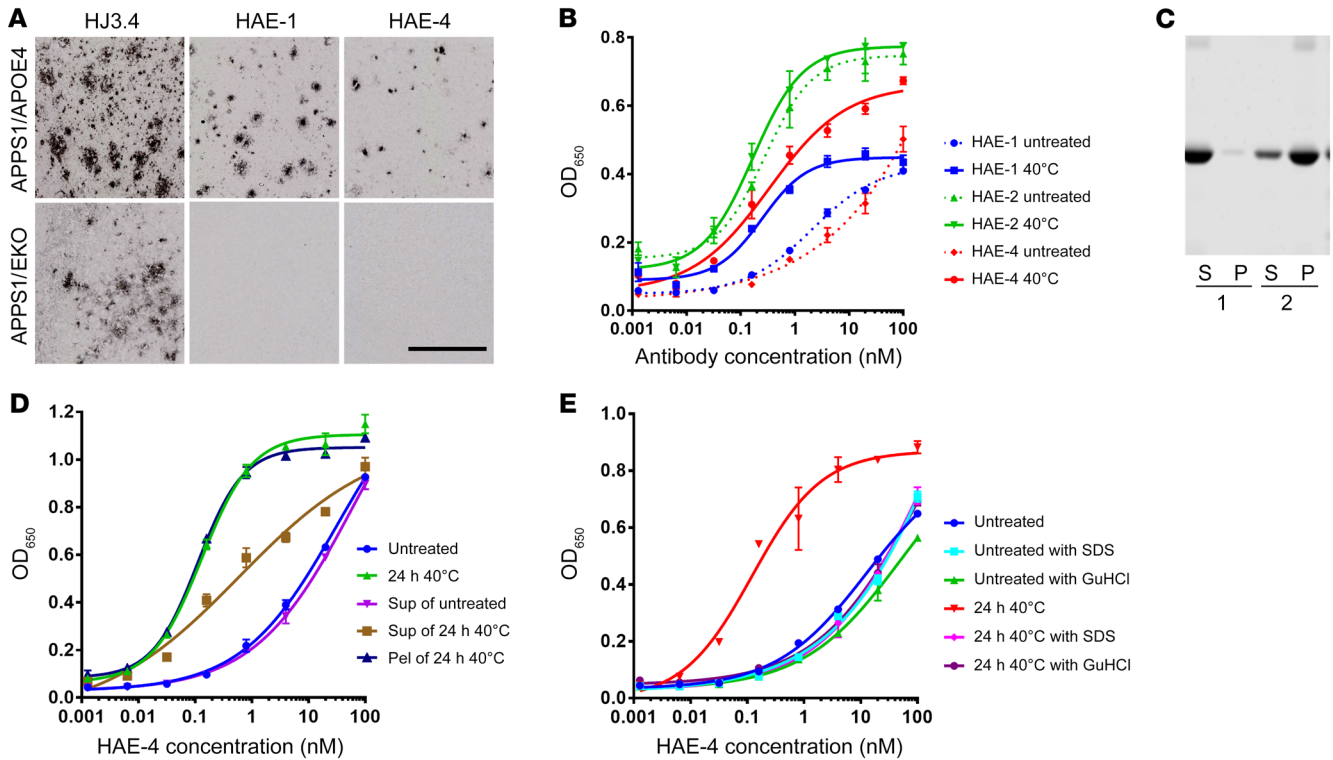 A
HJ3.4
HAE-1
HAE-4
APPS1/APOE4
APPS1/EKO
B
0.8
0.6
0.4
0.2
0.0
OD650
0.001
0.01
0.1
1
10
100
Antibody concentration (nM)
HAE-1 untreated
HAE-1 40°C
HAE-2 untreated
HAE-2 40°C
HAE-4 untreated
HAE-4 40°C
C
S P S P
1 2
D
1.2
1.0
0.8
0.6
0.4
0.2
0.0
OD650
0.001
0.01
0.1
1
10
100
HAE-4 concentration (nM)
Untreated
24 h 40°C
Sup of untreated
Sup of 24 h 40°C
Pel of 24 h 40°C
E
1.0
0.8
0.6
0.4
0.2
0.0
OD650
0.001
0.01
0.1
1
10
100
HAE-4 concentration (nM)
Untreated
Untreated with SDS
Untreated with GuHCl
24 h 40°C
24 h 40°C with SDS
24 h 40°C with GuHCl